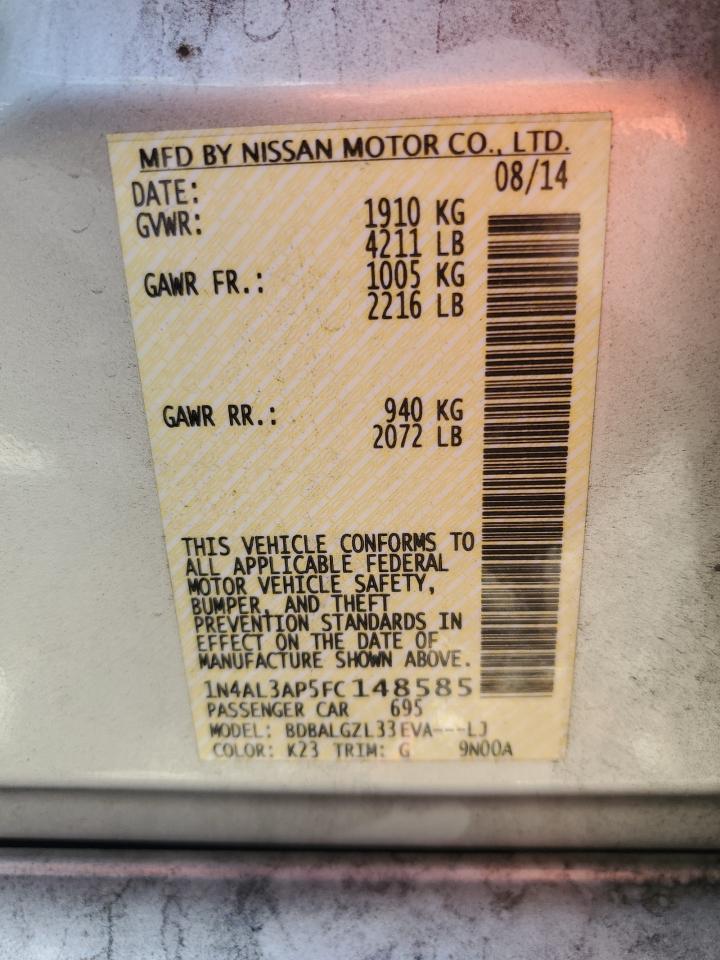 MFD BY NISSAN MOTOR CO., LTD.
DATE: 08/14
GVWR: 1910 KG
4211 LB
GAWR FR.: 1005 KG
2216 LB
GAWR RR.: 940 KG
2072 LB
THIS VEHICLE CONFORMS TO
ALL APPLICABLE FEDERAL
MOTOR VEHICLE SAFETY,
BUMPER, AND THEFT
PREVENTION STANDARDS IN
EFFECT ON THE DATE OF
MANUFACTURE SHOWN ABOVE.
1N4AL3AP5FC148585
PASSENGER CAR 695
MODEL: BDBALGZL33EVA---LJ
COLOR: K23 TRIM: G 9N00A